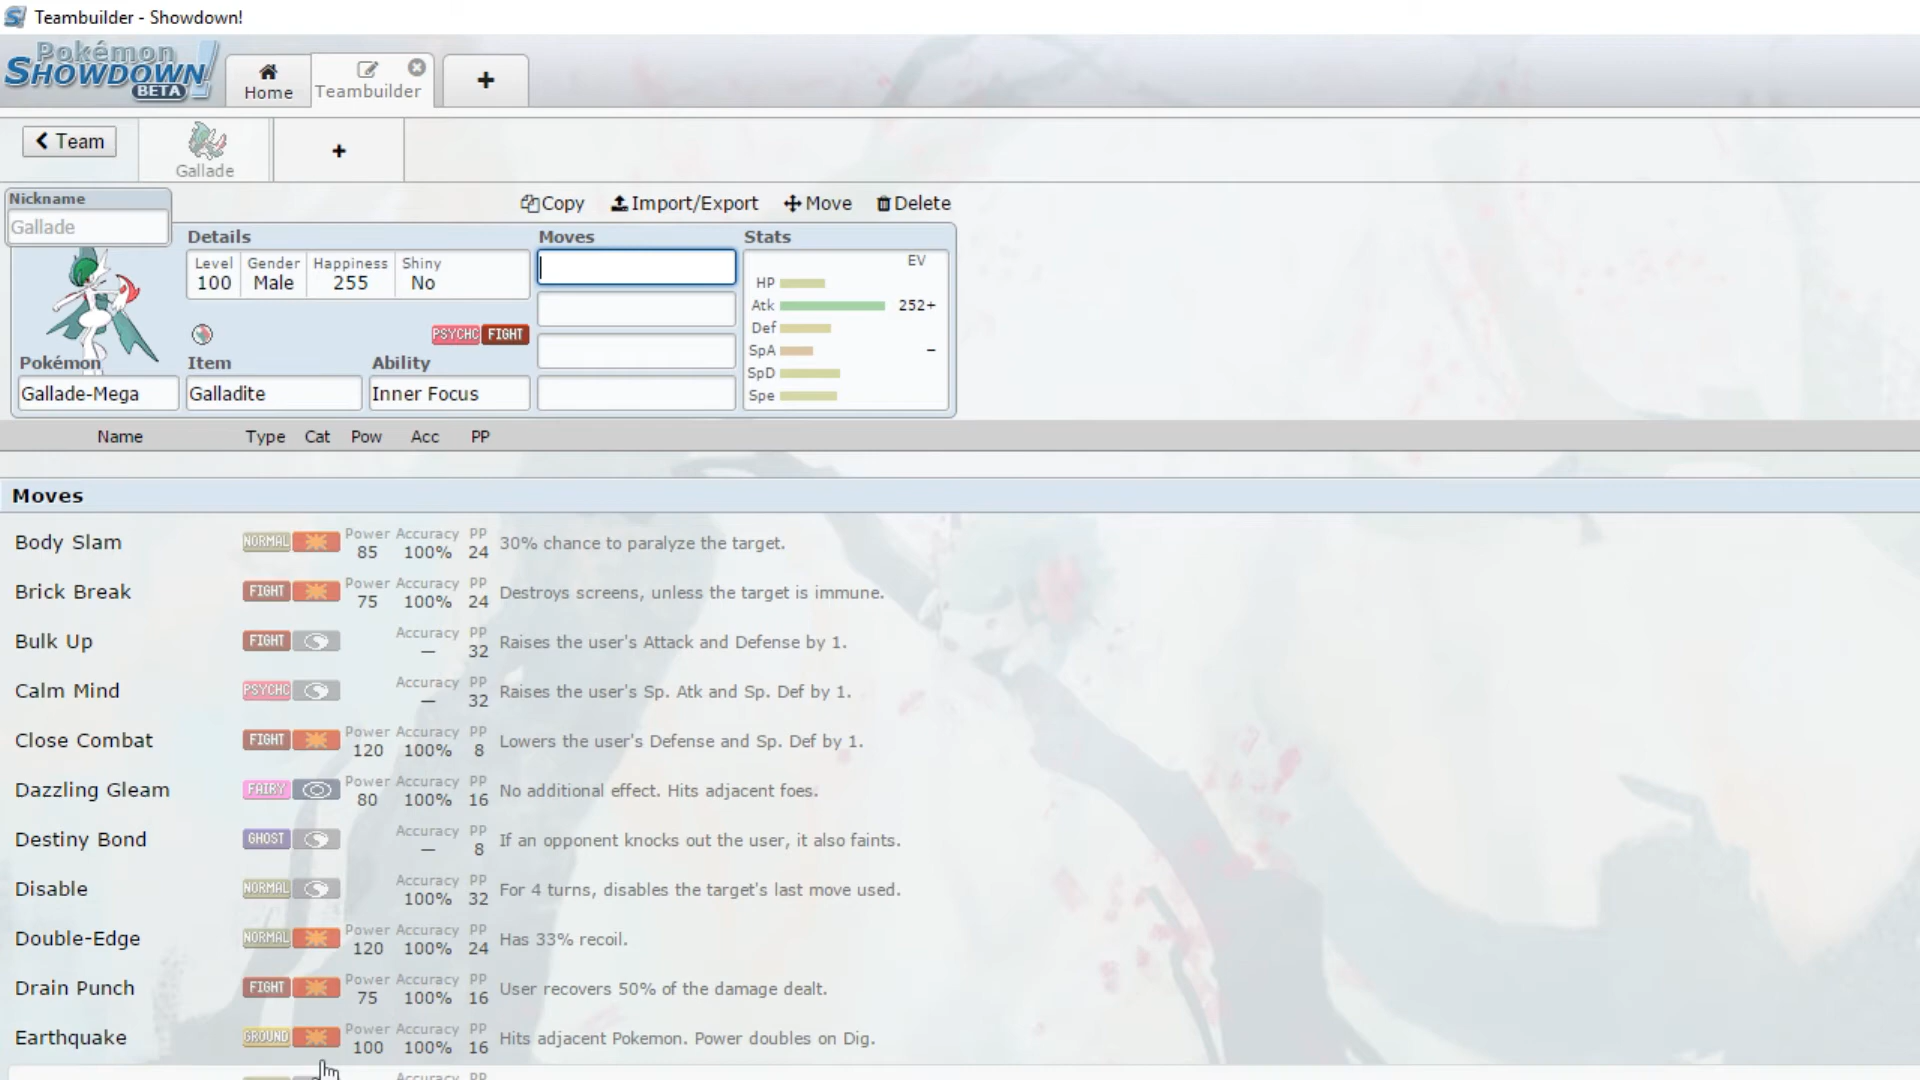 Teambuilder - Showdown!
Pokémon
SHOWDOWN!
BETA
Home
Teambuilder
+
Team
Gallade
+
Nickname
Gallade
Copy Import/Export Move Delete
Details
Level Gender Happiness Shiny
100 Male 255 No
PSYCHC FIGHT
Pokémon Item Ability
Gallade-Mega Galladite Inner Focus
Moves
Stats
EV
HP
Atk 252+
Def
SpA −
SpD
Spe
Name Type Cat Pow Acc PP
Moves
Body Slam NORMAL Power 85 Accuracy 100% PP 24 30% chance to paralyze the target.
Brick Break FIGHT Power 75 Accuracy 100% PP 24 Destroys screens, unless the target is immune.
Bulk Up FIGHT Accuracy — PP 32 Raises the user's Attack and Defense by 1.
Calm Mind PSYCHC Accuracy — PP 32 Raises the user's Sp. Atk and Sp. Def by 1.
Close Combat FIGHT Power 120 Accuracy 100% PP 8 Lowers the user's Defense and Sp. Def by 1.
Dazzling Gleam FAIRY Power 80 Accuracy 100% PP 16 No additional effect. Hits adjacent foes.
Destiny Bond GHOST Accuracy — PP 8 If an opponent knocks out the user, it also faints.
Disable NORMAL Accuracy 100% PP 32 For 4 turns, disables the target's last move used.
Double-Edge NORMAL Power 120 Accuracy 100% PP 24 Has 33% recoil.
Drain Punch FIGHT Power 75 Accuracy 100% PP 16 User recovers 50% of the damage dealt.
Earthquake GROUND Power 100 Accuracy 100% PP 16 Hits adjacent Pokemon. Power doubles on Dig.
Accuracy PP